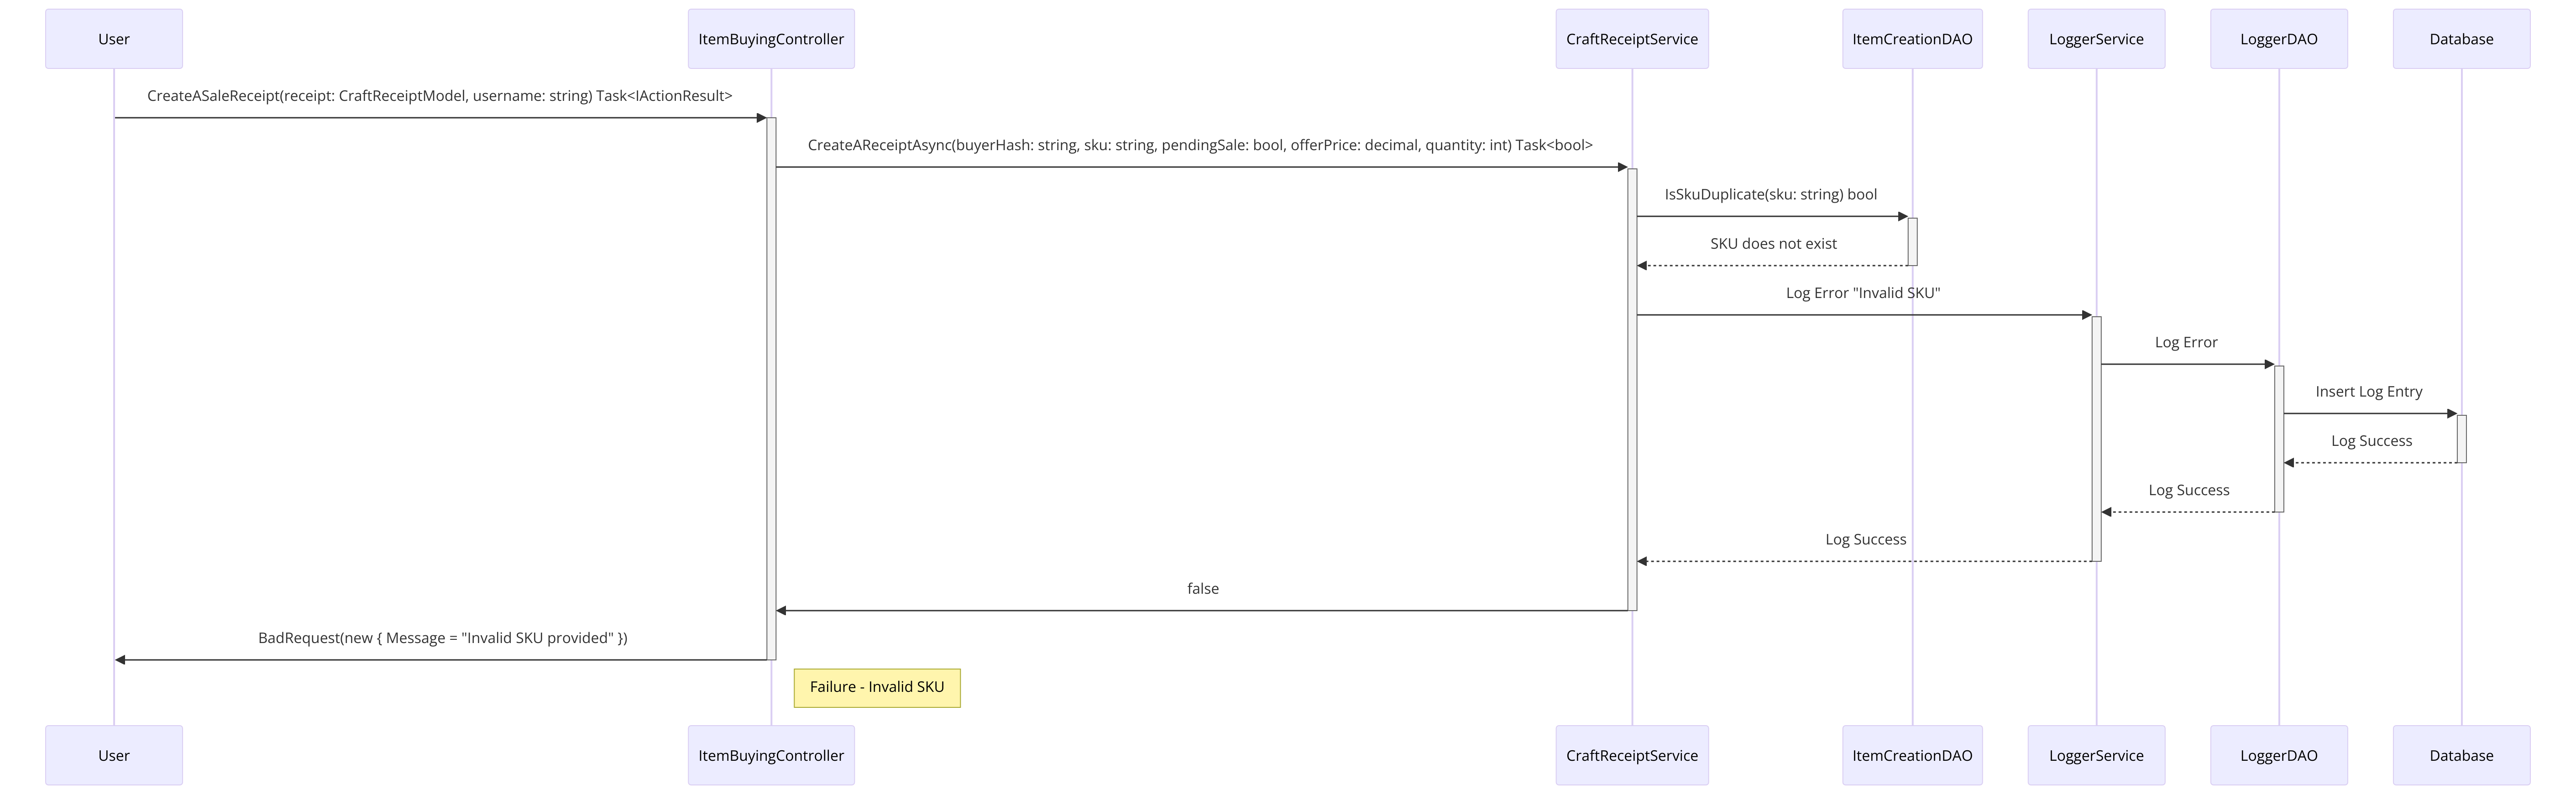 User
ItemBuyingController
CraftReceiptService
ItemCreationDAO
LoggerService
LoggerDAO
Database
CreateASaleReceipt(receipt: CraftReceiptModel, username: string) Task<IActionResult>
CreateAReceiptAsync(buyerHash: string, sku: string, pendingSale: bool, offerPrice: decimal, quantity: int) Task<bool>
IsSkuDuplicate(sku: string) bool
SKU does not exist
Log Error "Invalid SKU"
Log Error
Insert Log Entry
Log Success
Log Success
Log Success
false
BadRequest(new { Message = "Invalid SKU provided" })
Failure - Invalid SKU
User
ItemBuyingController
CraftReceiptService
ItemCreationDAO
LoggerService
LoggerDAO
Database